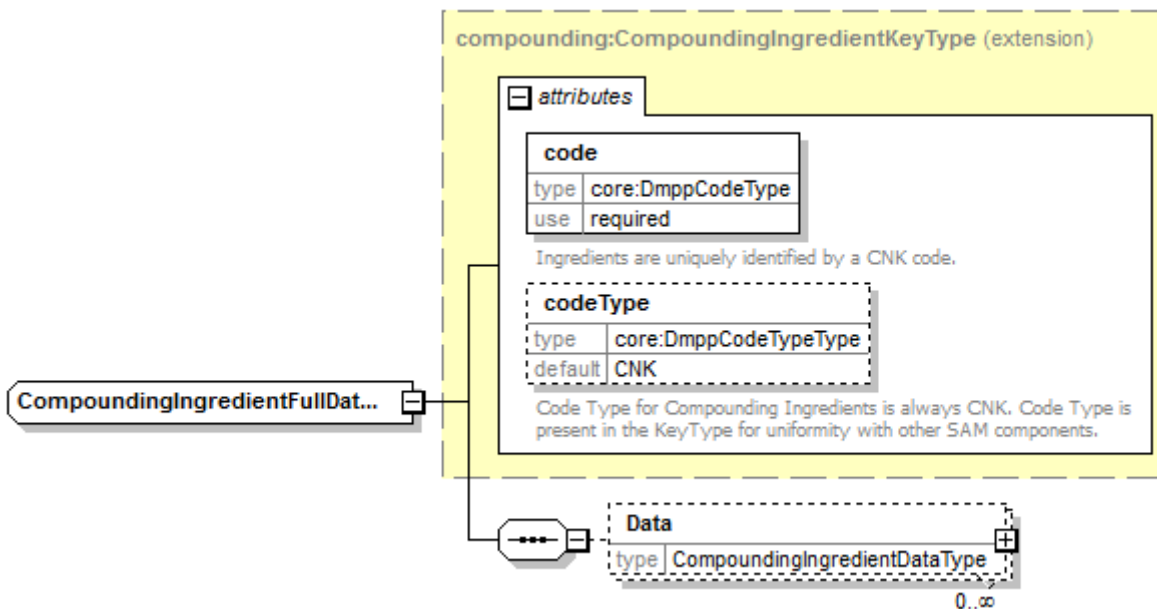 compounding:CompoundingIngredientKeyType (extension)
attributes
code
type core:DmppCodeType
use required
Ingredients are uniquely identified by a CNK code.
codeType
type core:DmppCodeTypeType
default CNK
Code Type for Compounding Ingredients is always CNK. Code Type is
present in the KeyType for uniformity with other SAM components.
CompoundingIngredientFullDat...
Data
type CompoundingIngredientDataType
0..∞